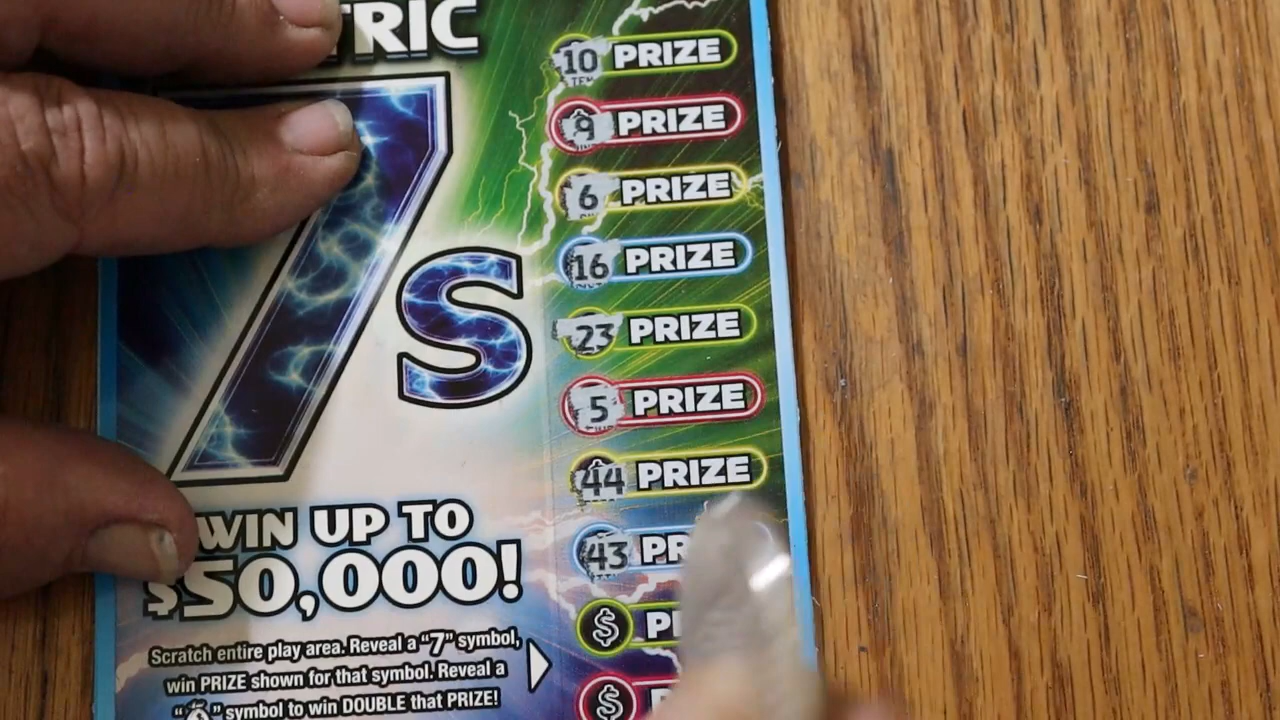 TRIC
7s
WIN UP TO
$50,000!
Scratch entire play area. Reveal a "7" symbol,
win PRIZE shown for that symbol. Reveal a
" " symbol to win DOUBLE that PRIZE!
10 PRIZE
TEN
9 PRIZE
6 PRIZE
16 PRIZE
23 PRIZE
5 PRIZE
44 PRIZE
43 PR
$ P
$ P